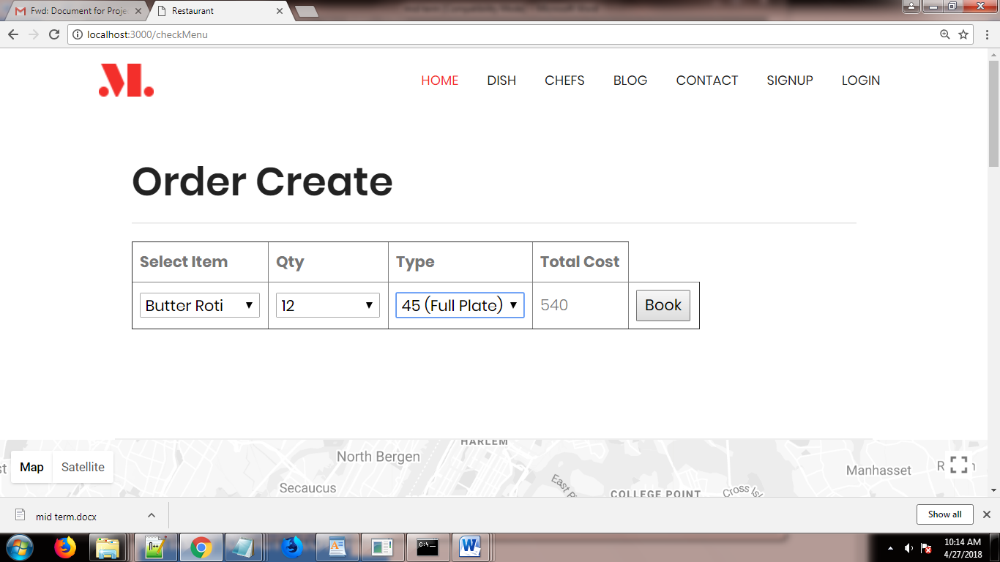 Fwd: Document for Proje
Restaurant
localhost:3000/checkMenu
M.
HOME DISH CHEFS BLOG CONTACT SIGNUP LOGIN
Order Create
Select Item Qty Type Total Cost
Butter Roti 12 45 (Full Plate) 540 Book
HARLEM
North Bergen
Map Satellite
Manhasset
Secaucus
East
COLLEGE POINT
Cross
mid term.docx
Show all
10:14 AM
4/27/2018